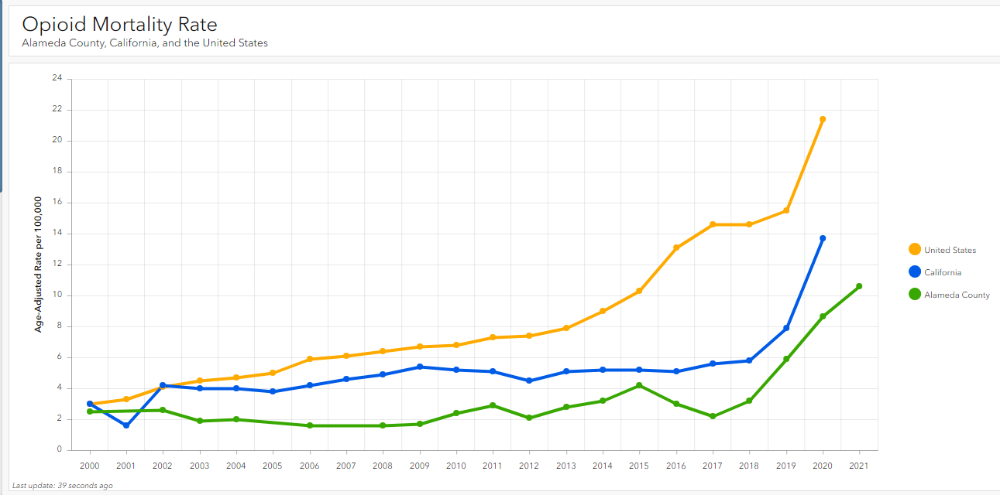 Opioid Mortality Rate
Alameda County, California, and the United States
24
22
20
18
16
14
12
10
8
6
4
2
0
Age-Adjusted Rate per 100,000
2000 2001 2002 2003 2004 2005 2006 2007 2008 2009 2010 2011 2012 2013 2014 2015 2016 2017 2018 2019 2020 2021
United States
California
Alameda County
Last update: 39 seconds ago